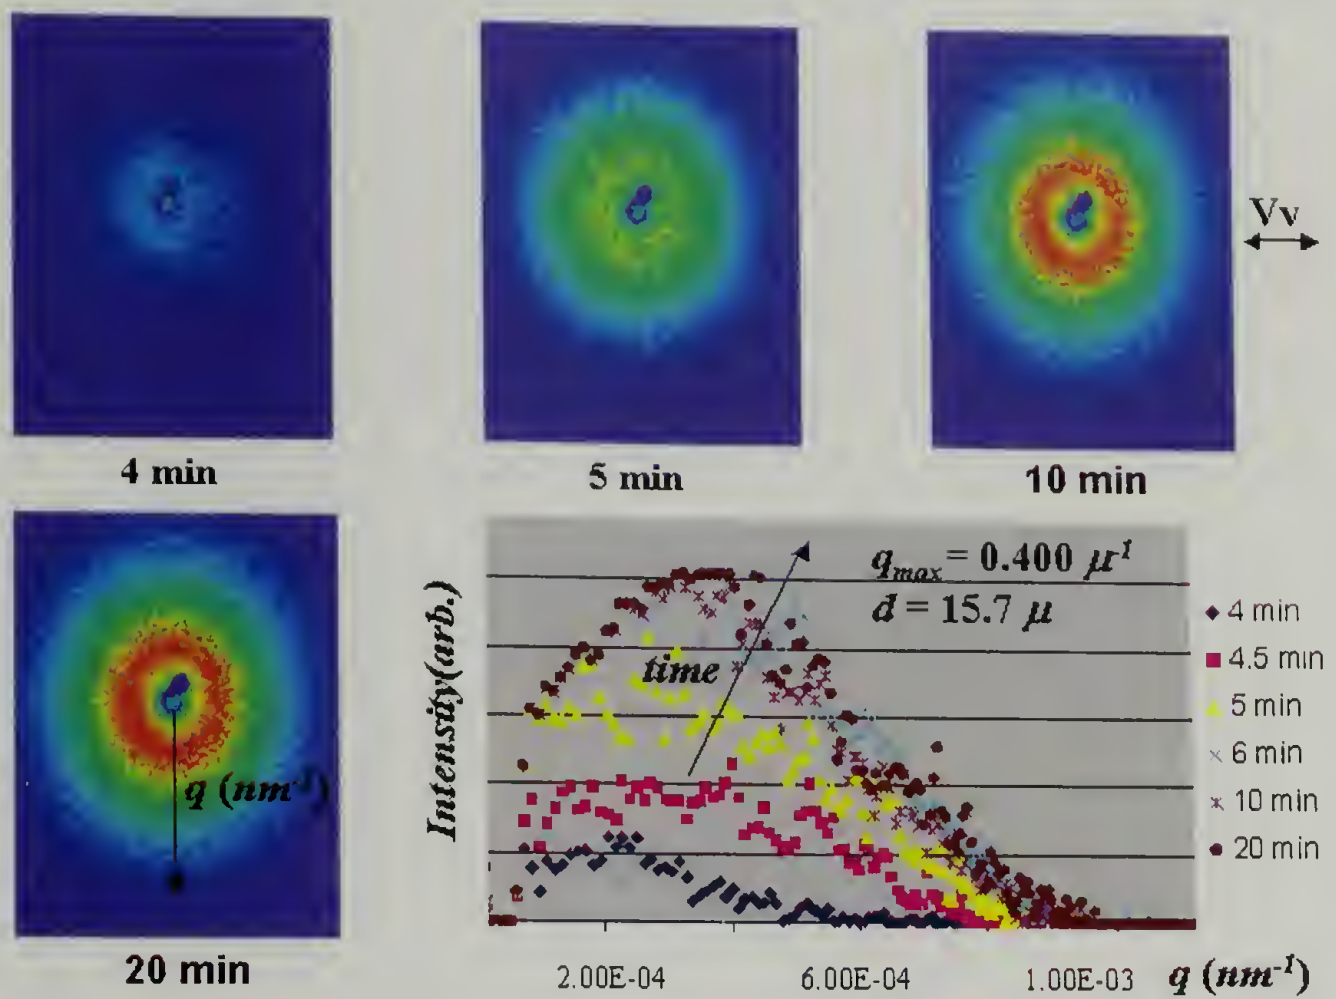 4 min
5 min
10 min
Vv
20 min
q (nm⁻¹)
Intensity(arb.)
time
q_max = 0.400 μ⁻¹
d = 15.7 μ
4 min
4.5 min
5 min
6 min
10 min
20 min
2.00E-04
6.00E-04
1.00E-03
q (nm⁻¹)